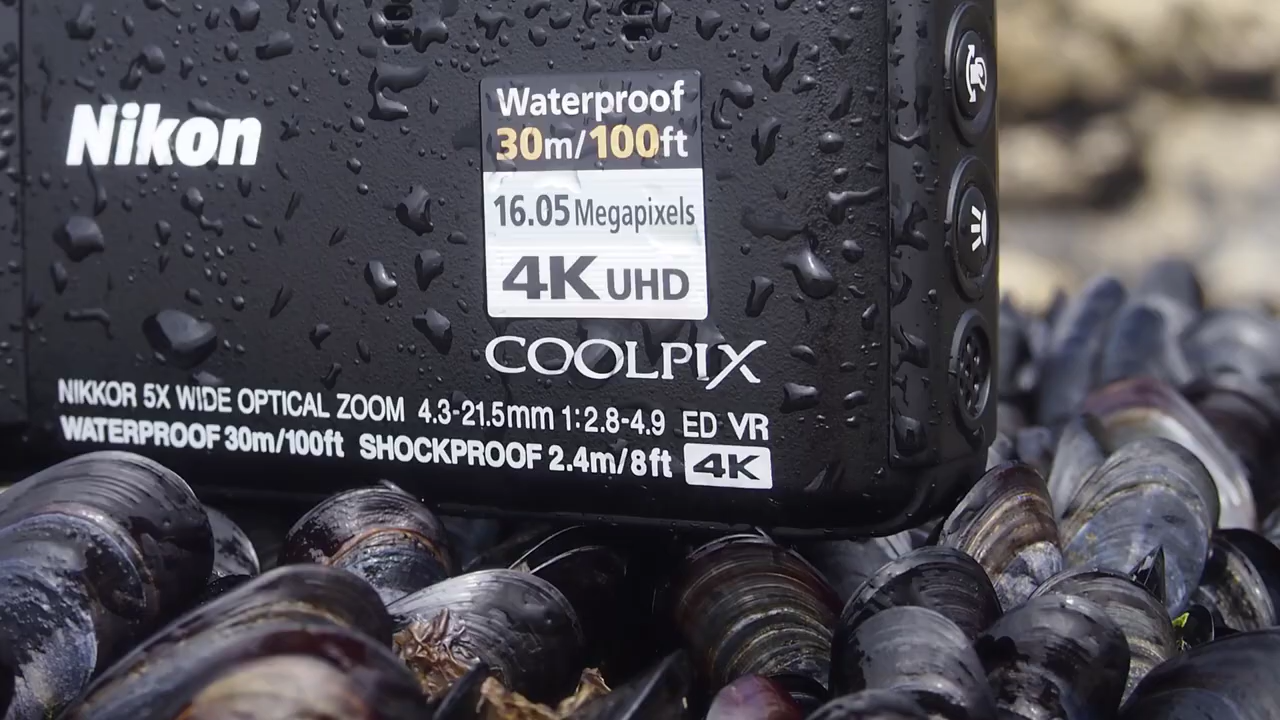 Nikon
Waterproof
30m/100ft
16.05 Megapixels
4K UHD
COOLPIX
NIKKOR 5X WIDE OPTICAL ZOOM 4.3-21.5mm 1:2.8-4.9 ED VR
WATERPROOF 30m/100ft SHOCKPROOF 2.4m/8ft 4K